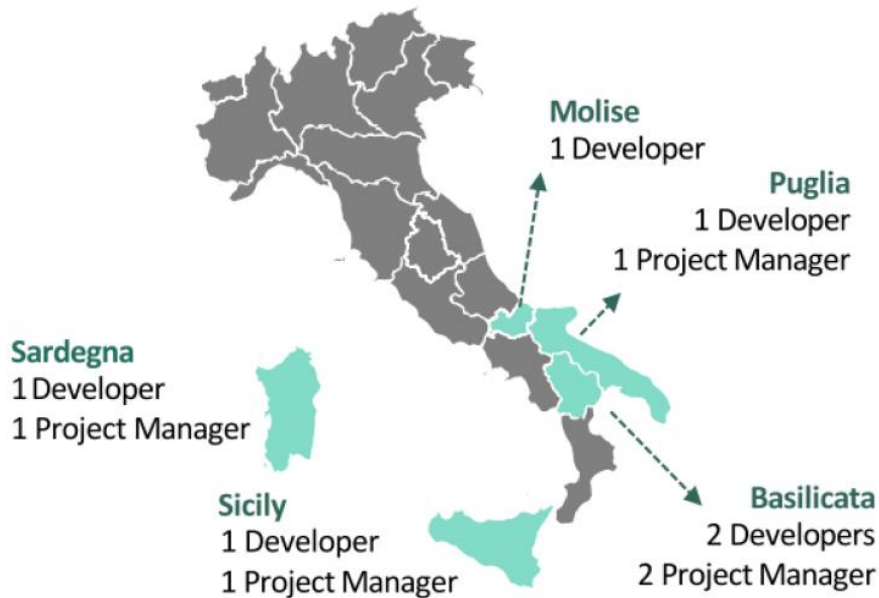 Molise
1 Developer
Puglia
1 Developer
1 Project Manager
Sardegna
1 Developer
1 Project Manager
Sicily
1 Developer
1 Project Manager
Basilicata
2 Developers
2 Project Manager